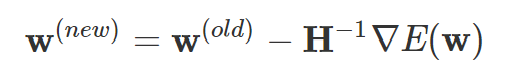 𝐰⁽ⁿᵉʷ⁾ = 𝐰⁽ᵒˡᵈ⁾ − 𝐇⁻¹∇E(𝐰)